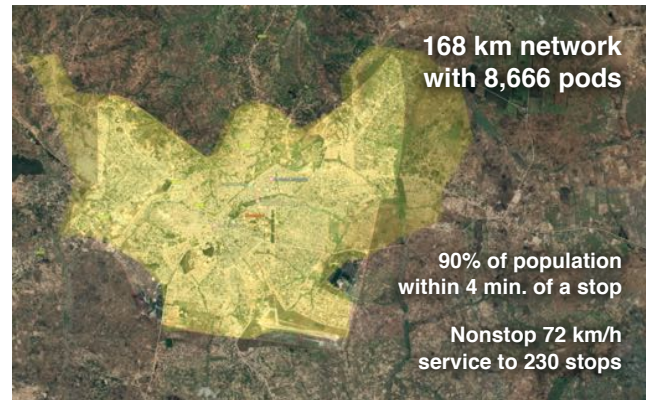 168 km network
with 8,666 pods
90% of population
within 4 min. of a stop
Nonstop 72 km/h
service to 230 stops